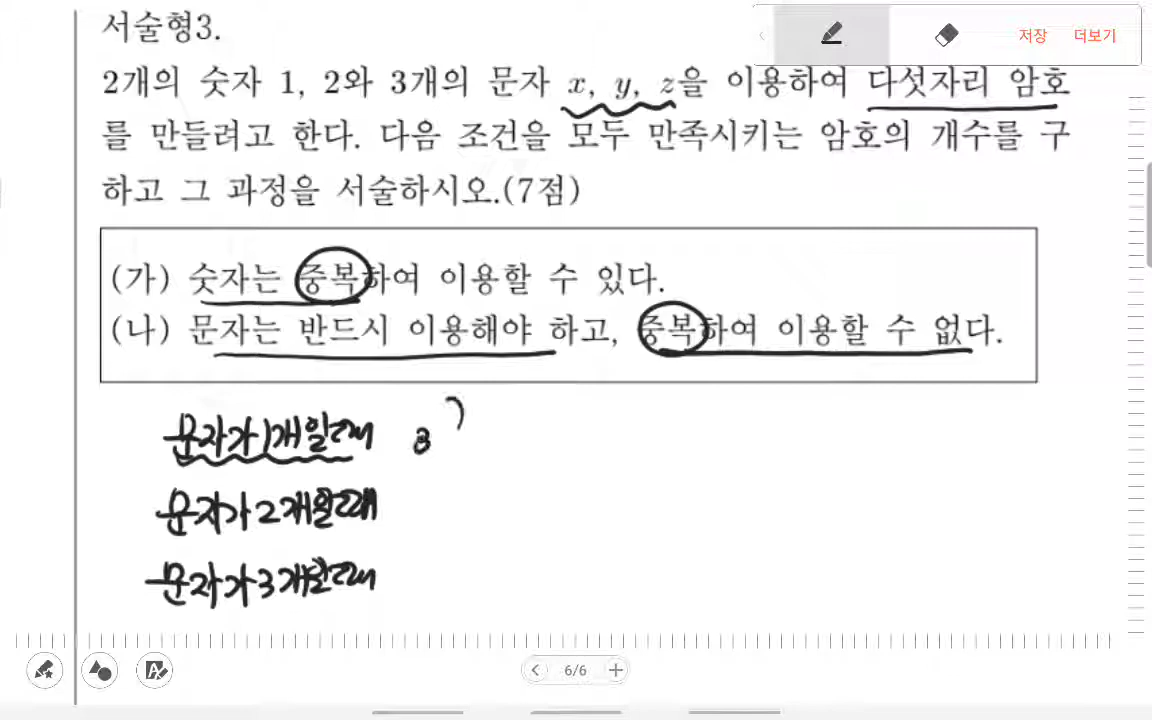 서술형3.
저장 더보기
2개의 숫자 1, 2와 3개의 문자 x, y, z을 이용하여 다섯자리 암호
를 만들려고 한다. 다음 조건을 모두 만족시키는 암호의 개수를 구
하고 그 과정을 서술하시오.(7점)
(가) 숫자는 중복하여 이용할 수 있다.
(나) 문자는 반드시 이용해야 하고, 중복하여 이용할 수 없다.
문자가 1개일때 3
문자가 2개일때
문자가 3개일때
6/6